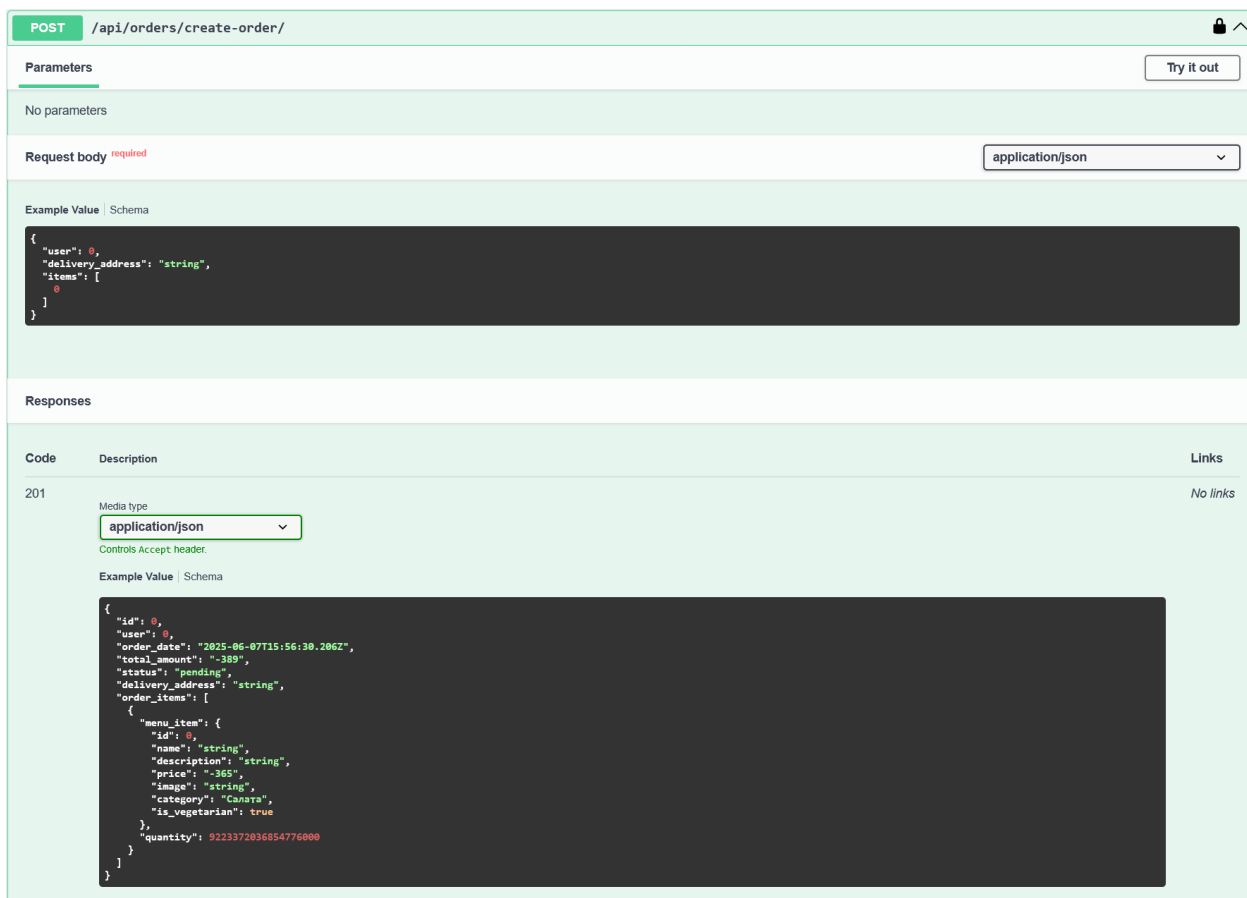 POST /api/orders/create-order/
Parameters
Try it out
No parameters
Request body required
application/json
Example Value Schema
{
  "user": 0,
  "delivery_address": "string",
  "items": [
    0
  ]
}
Responses
Code Description Links
201 No links
Media type
application/json
Controls Accept header.
Example Value Schema
{
  "id": 0,
  "user": 0,
  "order_date": "2025-06-07T15:56:30.206Z",
  "total_amount": "-389",
  "status": "pending",
  "delivery_address": "string",
  "order_items": [
    {
      "menu_item": {
        "id": 0,
        "name": "string",
        "description": "string",
        "price": "-365",
        "image": "string",
        "category": "Салата",
        "is_vegetarian": true
      },
      "quantity": 9223372036854776000
    }
  ]
}